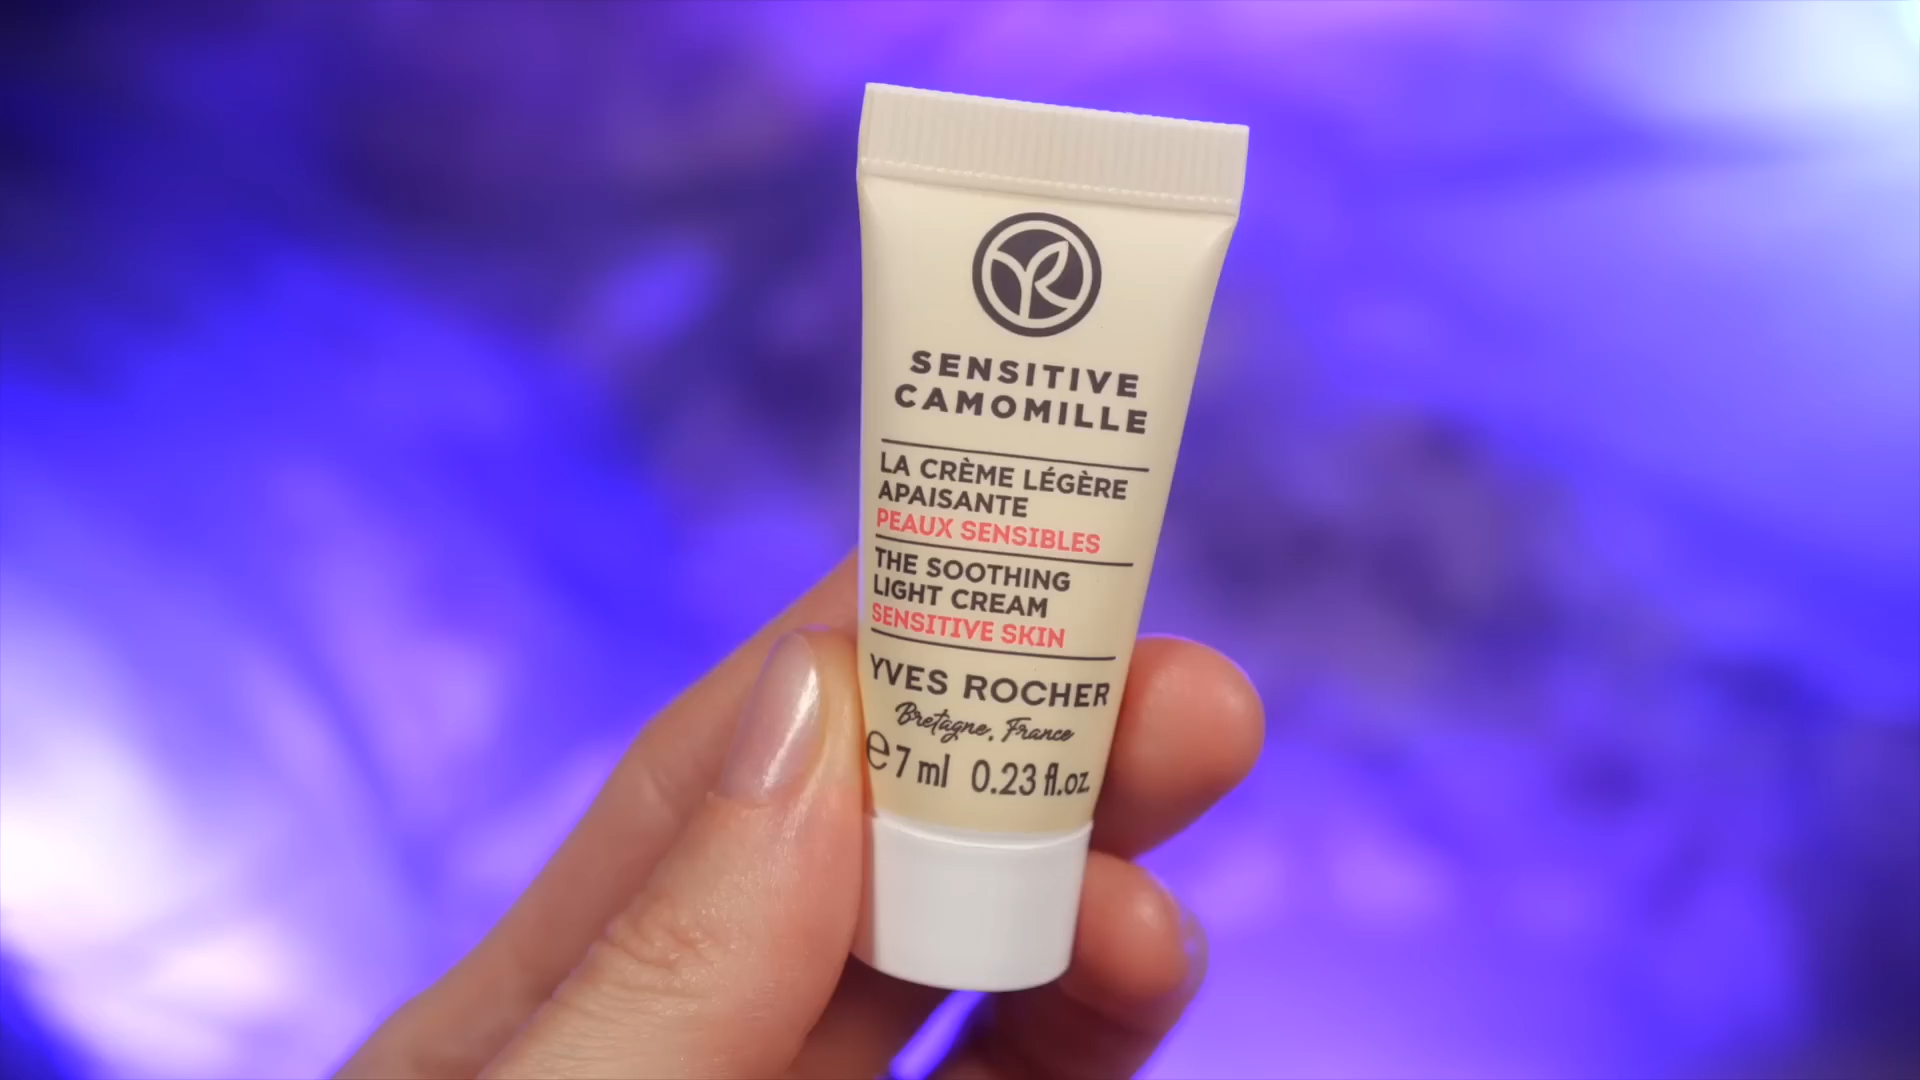 SENSITIVE
CAMOMILLE
LA CRÈME LÉGÈRE
APAISANTE
PEAUX SENSIBLES
THE SOOTHING
LIGHT CREAM
SENSITIVE SKIN
YVES ROCHER
Bretagne, France
℮ 7 ml 0.23 fl.oz.